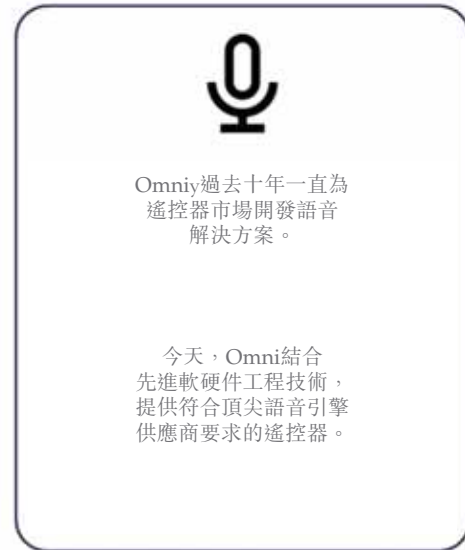 Omniy過去十年一直為
遙控器市場開發語音
解決方案。
今天，Omni結合
先進軟硬件工程技術，
提供符合頂尖語音引擎
供應商要求的遙控器。